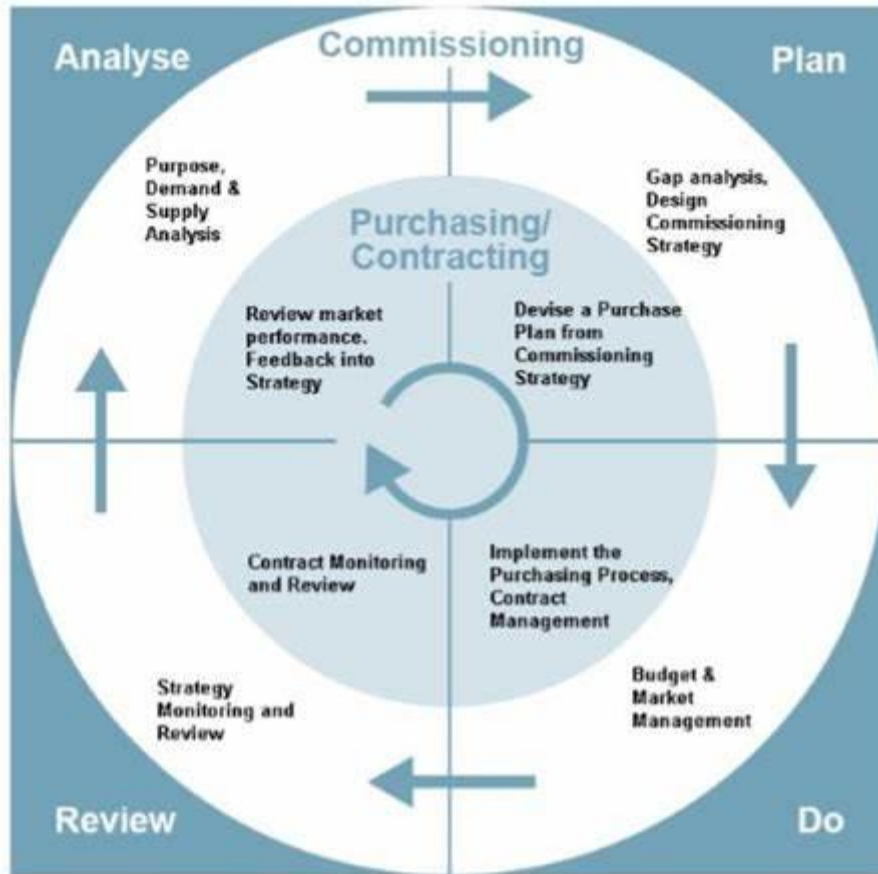 Analyse
Commissioning
Plan
Purpose,
Demand &
Supply
Analysis
Gap analysis,
Design
Commissioning
Strategy
Purchasing/
Contracting
Review market
performance.
Feedback into
Strategy
Devise a Purchase
Plan from
Commissioning
Strategy
Contract Monitoring
and Review
Implement the
Purchasing Process,
Contract
Management
Strategy
Monitoring and
Review
Budget &
Market
Management
Review
Do